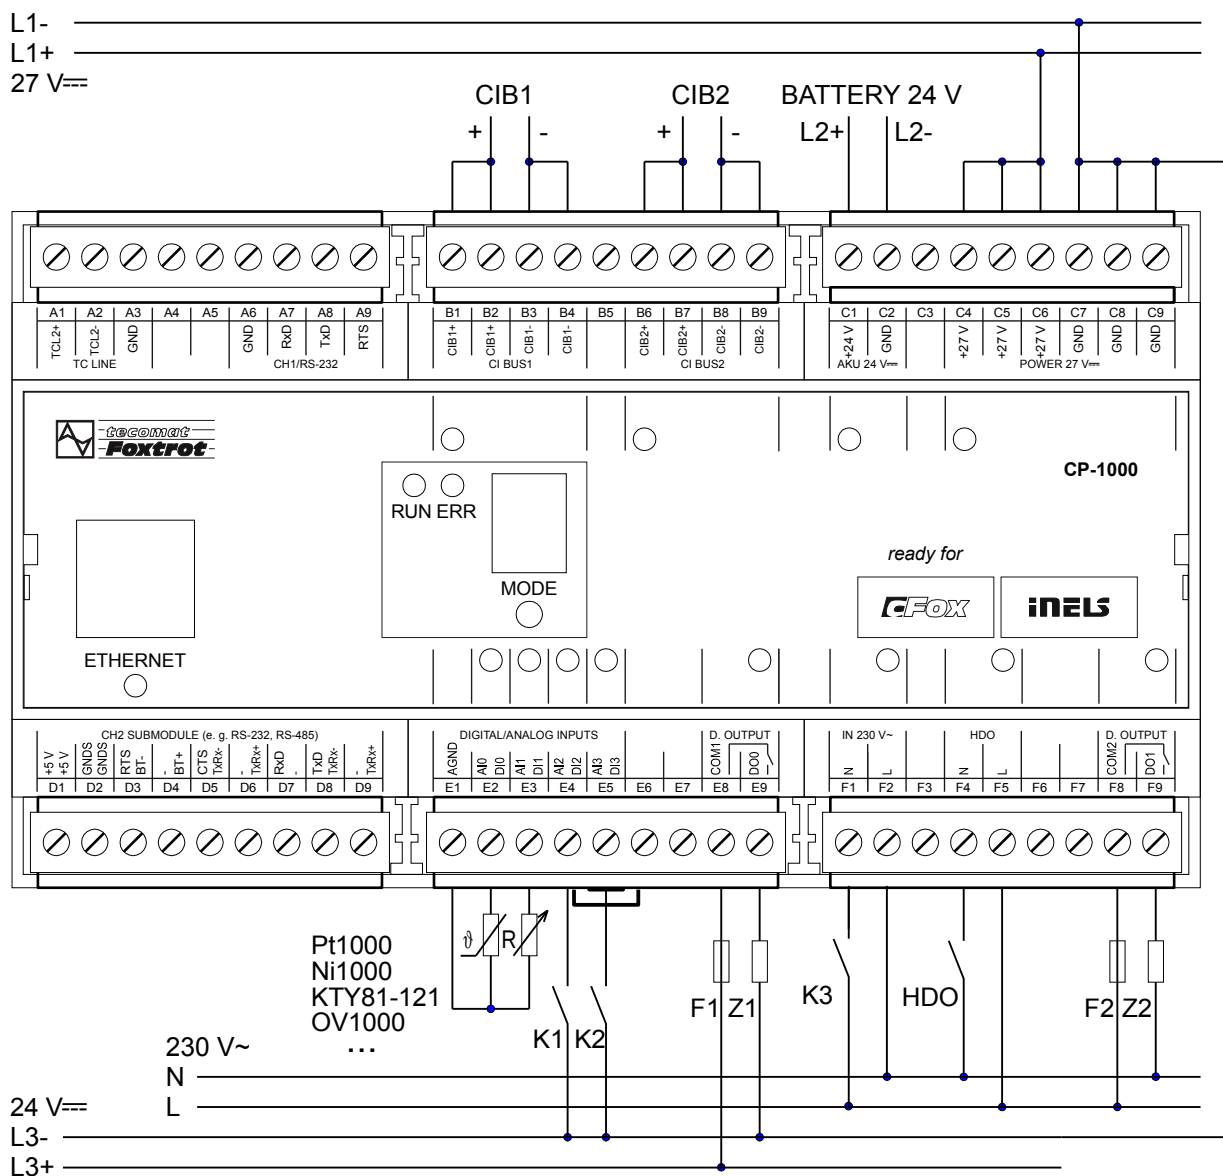 L1-
L1+
27 V⎓
CIB1
CIB2
BATTERY 24 V
+ -
+ -
L2+ L2-
A1 A2 A3 A4 A5 A6 A7 A8 A9
TCL2+ TCL2- GND GND RxD TxD RTS
TC LINE CH1/RS-232
B1 B2 B3 B4 B5 B6 B7 B8 B9
CIB1+ CIB1+ CIB1- CIB1- CIB2+ CIB2+ CIB2- CIB2-
CI BUS1 CI BUS2
C1 C2 C3 C4 C5 C6 C7 C8 C9
+24 V GND +27 V +27 V +27 V GND GND GND
AKU 24 V⎓ POWER 27 V⎓
tecomat
Foxtrot
CP-1000
RUN ERR
MODE
ready for
CFox
iNELS
ETHERNET
CH2 SUBMODULE (e. g. RS-232, RS-485)
+5 V GNDS RTS - CTS - RxD TxD -
+5 V GNDS BT- BT+ TxRx- TxRx+ - TxRx- TxRx+
D1 D2 D3 D4 D5 D6 D7 D8 D9
DIGITAL/ANALOG INPUTS D. OUTPUT
AGND AI0 AI1 AI2 AI3 COM1 DO0
DI0 DI1 DI2 DI3
E1 E2 E3 E4 E5 E6 E7 E8 E9
IN 230 V~ HDO D. OUTPUT
N L N L COM2 DO1
F1 F2 F3 F4 F5 F6 F7 F8 F9
ϑ R
Pt1000
Ni1000
KTY81-121
OV1000
...
K1 K2
F1 Z1
K3
HDO
F2 Z2
230 V~
N
L
24 V⎓
L3-
L3+